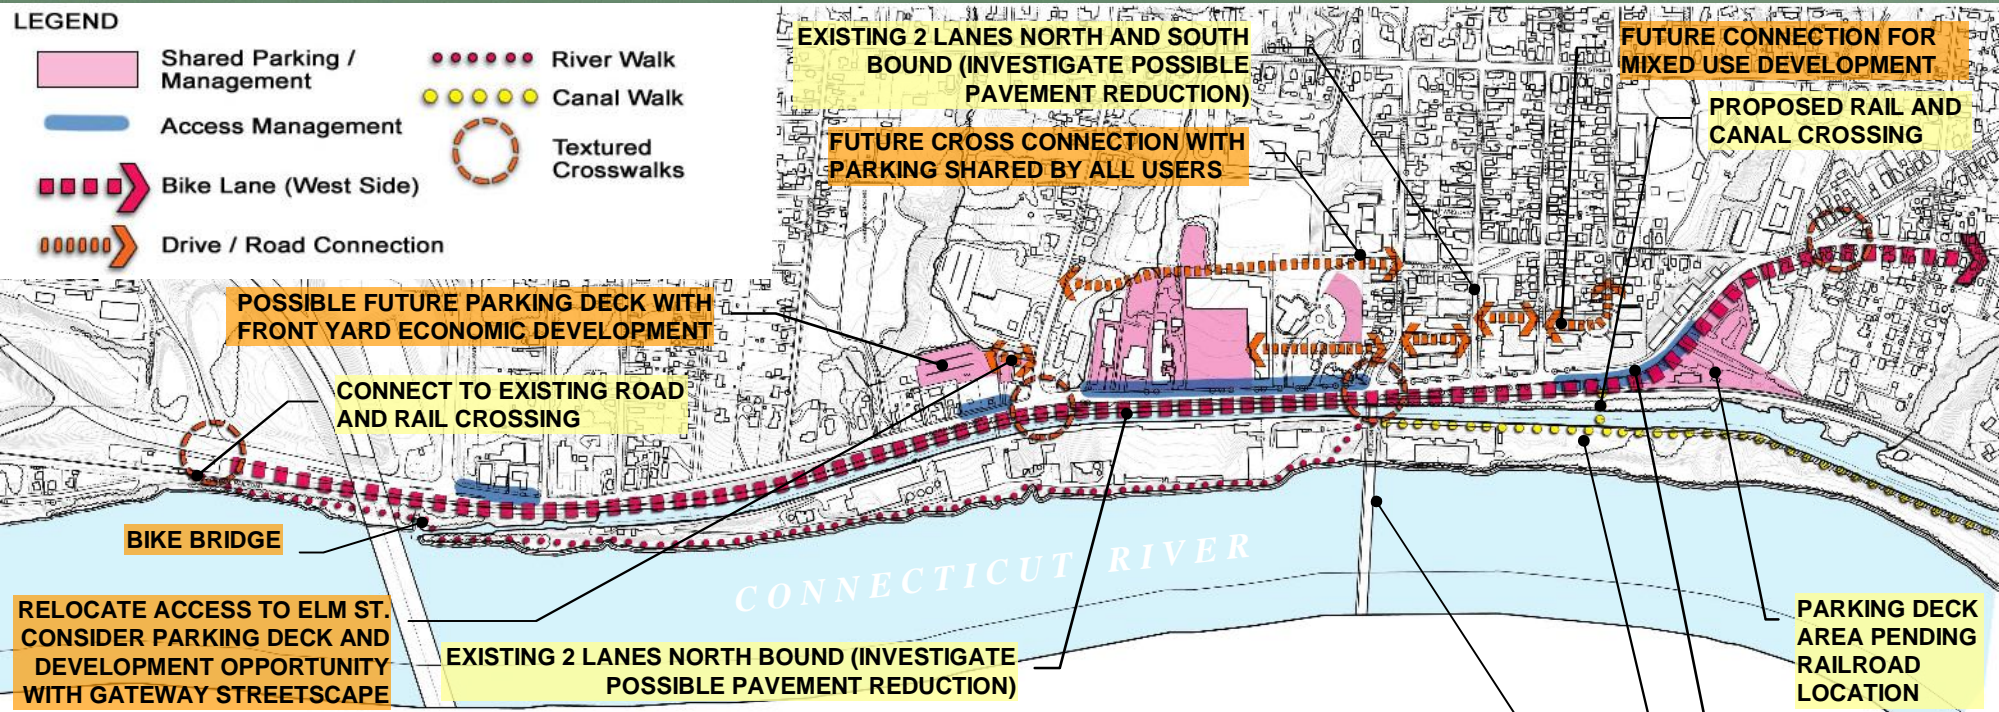 LEGEND
Shared Parking /
Management
Access Management
Bike Lane (West Side)
Drive / Road Connection
River Walk
Canal Walk
Textured
Crosswalks
EXISTING 2 LANES NORTH AND SOUTH
BOUND (INVESTIGATE POSSIBLE
PAVEMENT REDUCTION)
FUTURE CROSS CONNECTION WITH
PARKING SHARED BY ALL USERS
FUTURE CONNECTION FOR
MIXED USE DEVELOPMENT
PROPOSED RAIL AND
CANAL CROSSING
POSSIBLE FUTURE PARKING DECK WITH
FRONT YARD ECONOMIC DEVELOPMENT
CONNECT TO EXISTING ROAD
AND RAIL CROSSING
BIKE BRIDGE
RELOCATE ACCESS TO ELM ST.
CONSIDER PARKING DECK AND
DEVELOPMENT OPPORTUNITY
WITH GATEWAY STREETSCAPE
CONNECTICUT RIVER
EXISTING 2 LANES NORTH BOUND (INVESTIGATE
POSSIBLE PAVEMENT REDUCTION)
PARKING DECK
AREA PENDING
RAILROAD
LOCATION